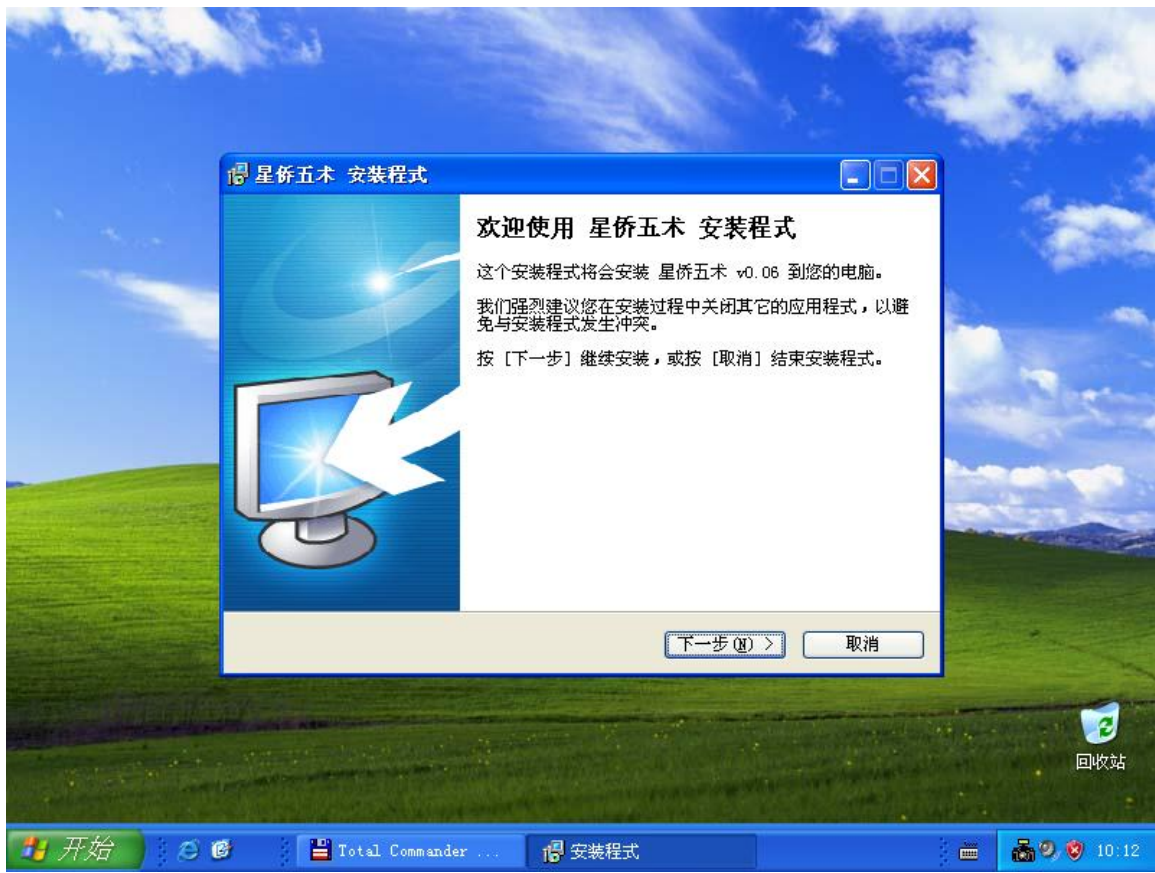 星侨五术 安装程式
欢迎使用 星侨五术 安装程式
这个安装程式将会安装 星侨五术 v0.06 到您的电脑。
我们强烈建议您在安装过程中关闭其它的应用程式，以避
免与安装程式发生冲突。
按 [下一步] 继续安装，或按 [取消] 结束安装程式。
下一步(N) >
取消
回收站
开始
Total Commander ...
安装程式
10:12